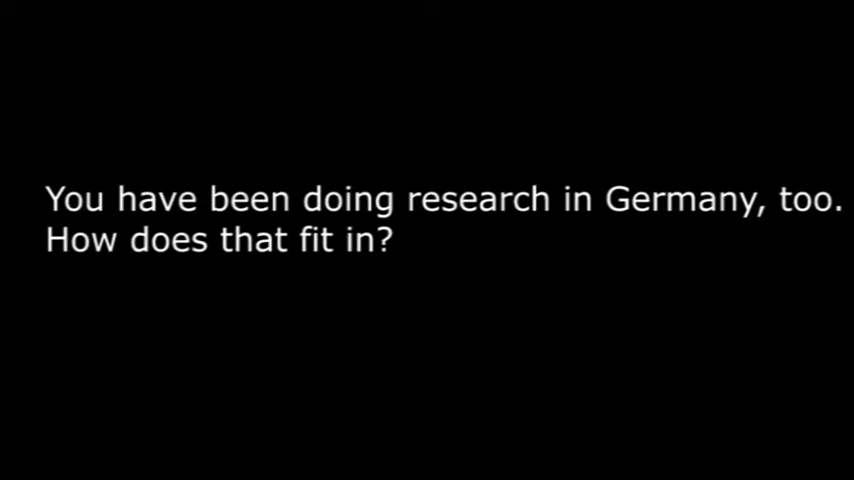 You have been doing research in Germany, too.
How does that fit in?